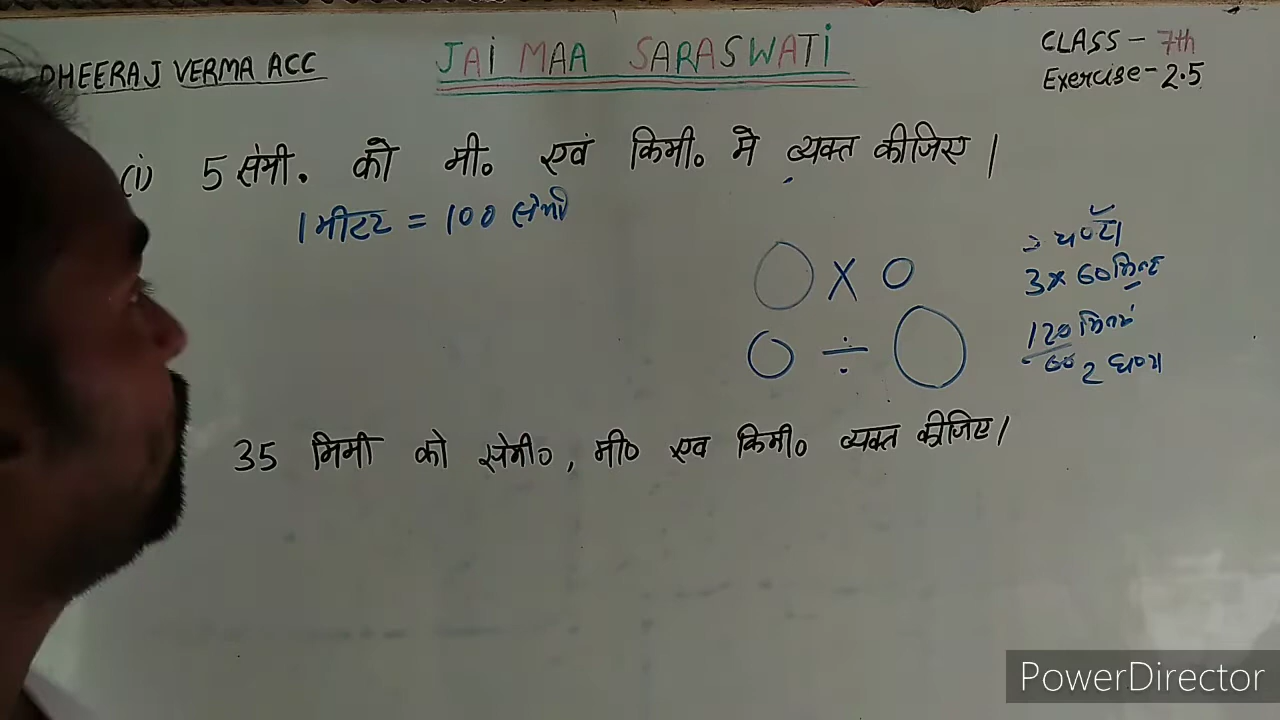 DHEERAJ VERMA ACC
JAI MAA SARASWATI
CLASS - 7th
Exercise - 2.5
(i) 5 सेमी. को मी० एवं किमी० मे व्यक्त कीजिए।
1 मीटर = 100 सेमी
O X O
O ÷ O
घण्टा
3 x 60 मिनट
120
60 2
35 मिमी को सेमी०, मी० एव किमी० व्यक्त कीजिए।
PowerDirector